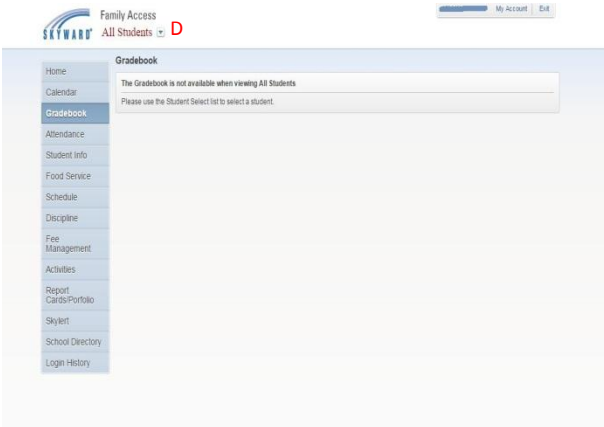 Family Access
My Account Exit
SKYWARD®
All Students D
Gradebook
Home
The Gradebook is not available when viewing All Students
Calendar
Please use the Student Select list to select a student.
Gradebook
Attendance
Student Info
Food Service
Schedule
Discipline
Fee
Management
Activities
Report
Cards/Porfolio
Skylert
School Directory
Login History